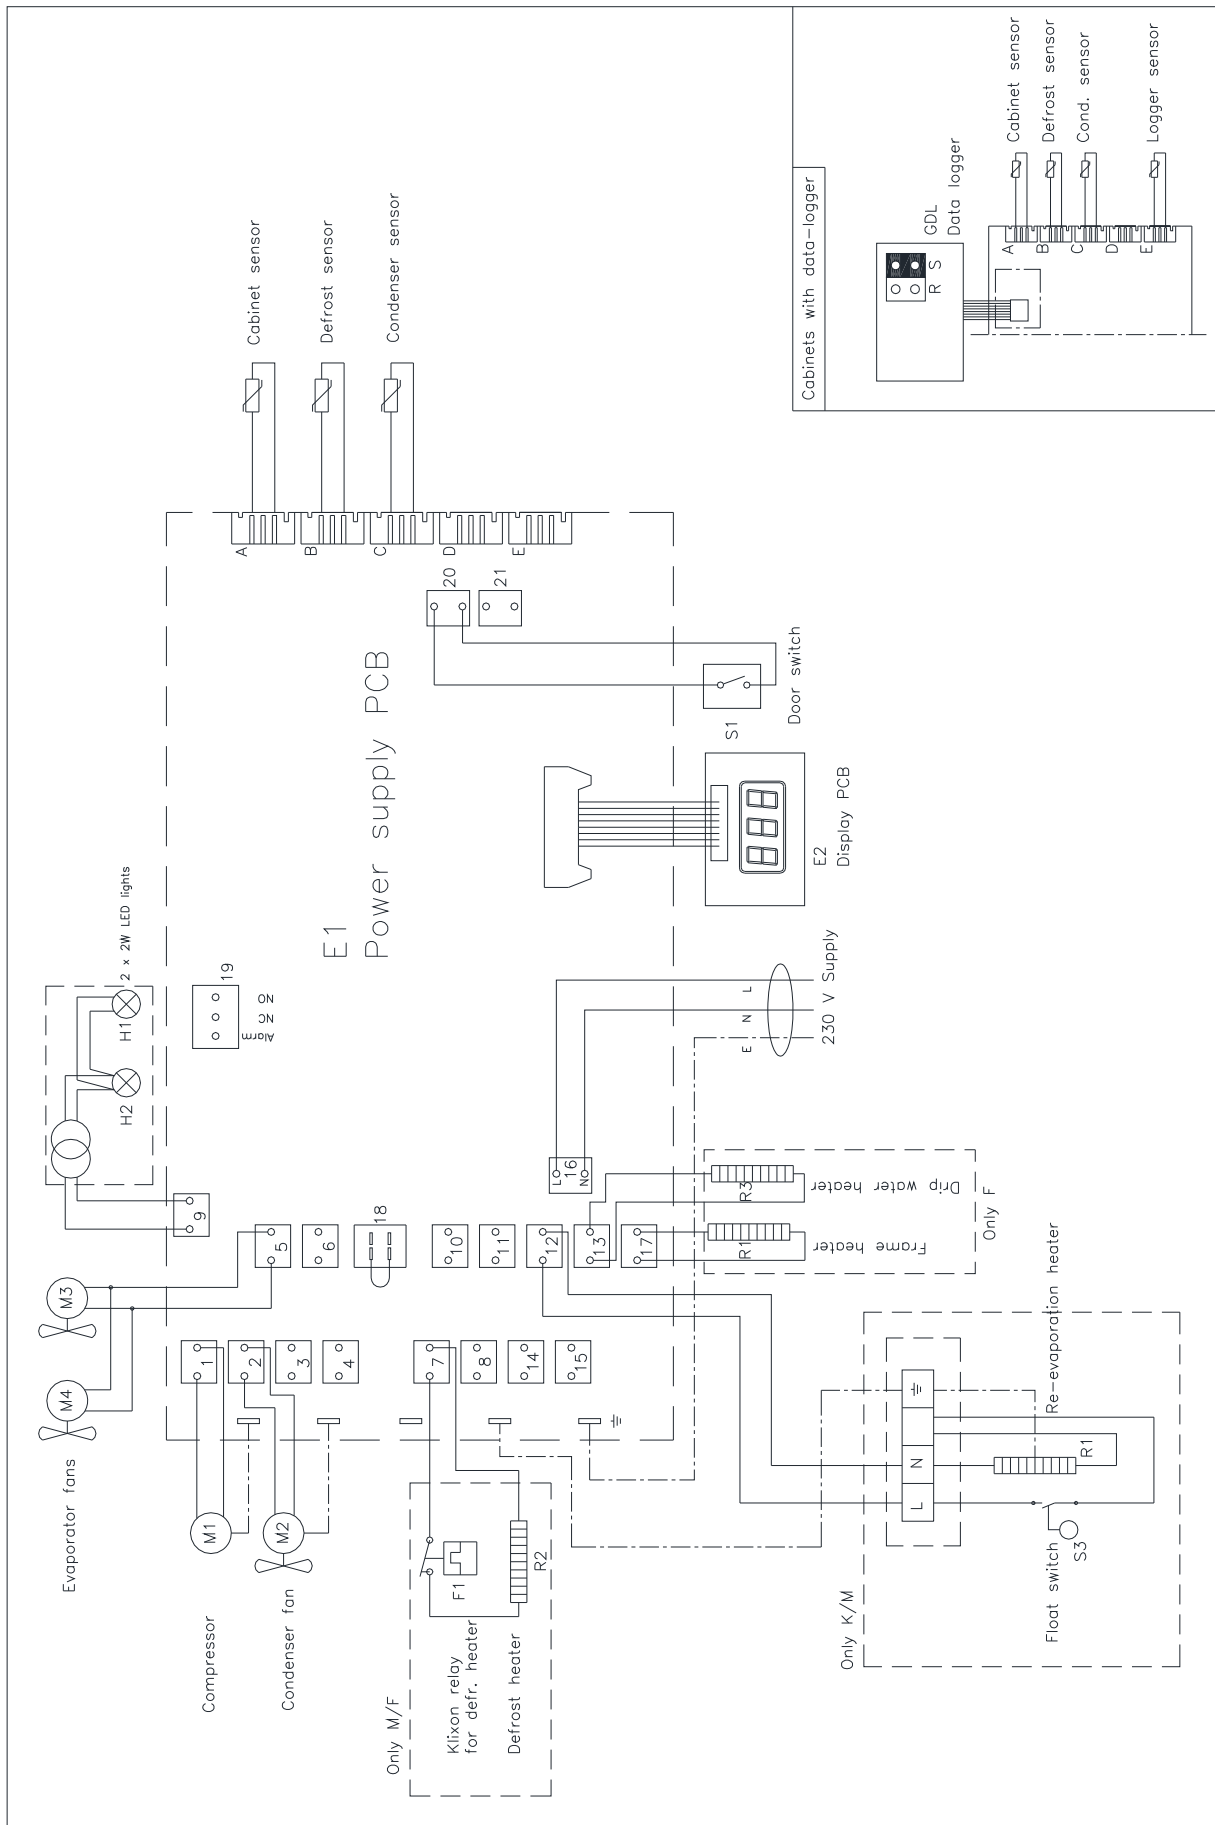 Evaporator fans
M4
M3
H2
H1
2 x 2W LED lights
Compressor
M1
Condenser fan
M2
1
2
3
4
5
6
18
9
19
Alarm
NC
NO
E1
Power supply PCB
A
B
C
D
E
Cabinet sensor
Defrost sensor
Condenser sensor
20
21
S1
Door switch
E2
Display PCB
7
8
14
15
10
11
12
13
17
L
16
N
E
N
L
230 V Supply
Only M/F
Klixon relay
for defr. heater
F1
Defrost heater
R2
R3
Drip water heater
R1
Frame heater
Only F
Only K/M
L
N
Re-evaporation heater
R1
Float switch
S3
Cabinets with data-logger
GDL
Data logger
R
S
A
B
C
D
E
Cabinet sensor
Defrost sensor
Cond. sensor
Logger sensor